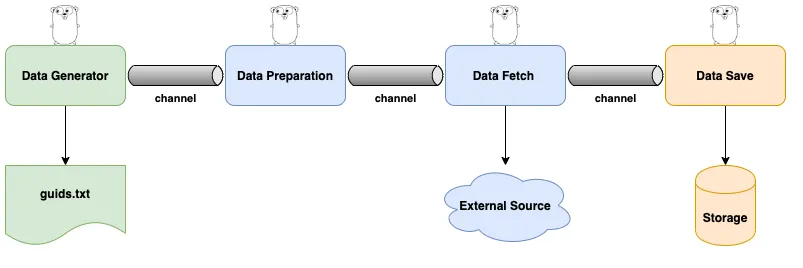 Data Generator
Data Preparation
Data Fetch
Data Save
channel
channel
channel
guids.txt
External Source
Storage